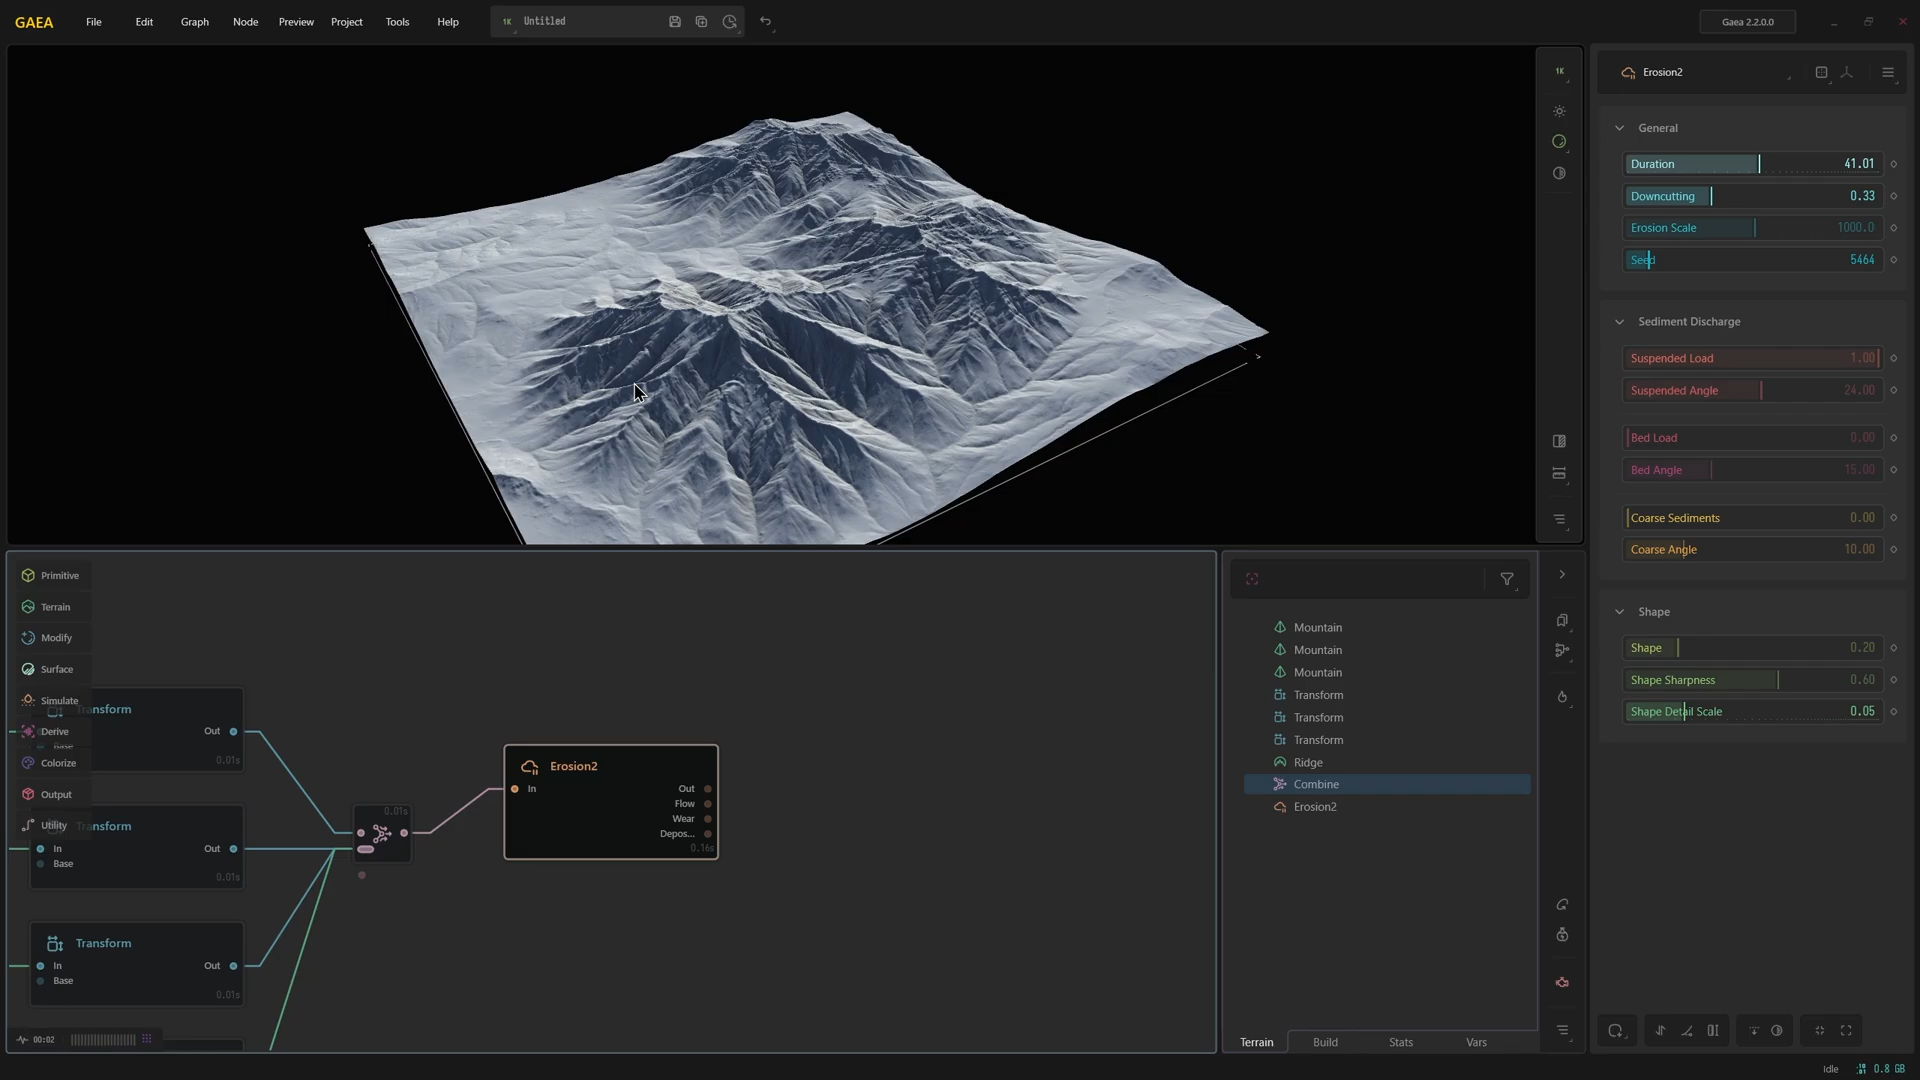 GAEA File Edit Graph Node Preview Project Tools Help 1K Untitled Gaea 2.2.0.0
1K
Erosion2
General
Duration 41.01
Downcutting 0.33
Erosion Scale 1000.0
Seed 5464
Sediment Discharge
Suspended Load 1.00
Suspended Angle 24.00
Bed Load 0.00
Bed Angle 15.00
Coarse Sediments 0.00
Coarse Angle 10.00
Shape
Shape 0.20
Shape Sharpness 0.60
Shape Detail Scale 0.05
Primitive
Terrain
Modify
Surface
Simulate
Derive
Colorize
Output
Utility
Transform
Out
Base
0.01s
Transform
In Out
Base
0.01s
Transform
In Out
Base
0.01s
0.01s
Erosion2
In Out
Flow
Wear
Depos...
0.16s
00:02
Mountain
Mountain
Mountain
Transform
Transform
Transform
Ridge
Combine
Erosion2
Terrain Build Stats Vars
Idle 0.8 GB